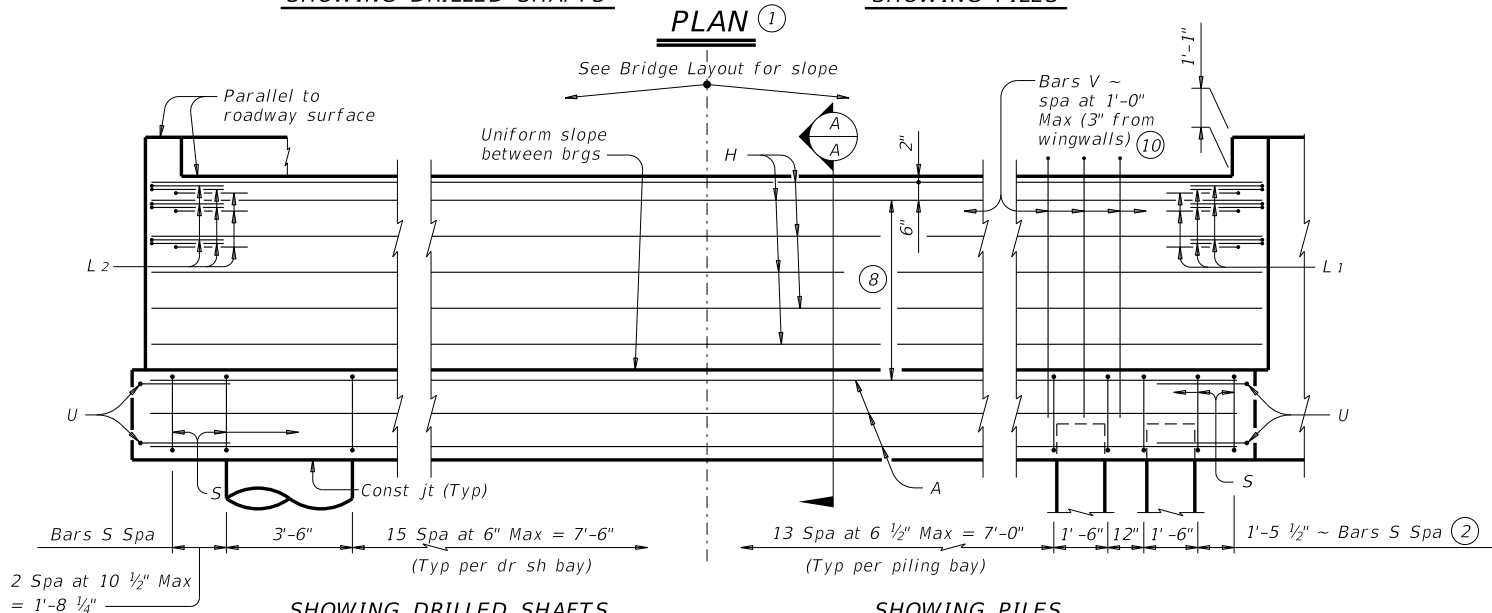 SHOWING DRILLED SHAFTS
SHOWING PILES
PLAN 1
See Bridge Layout for slope
1'-1"
Parallel to
roadway surface
Bars V ~
spa at 1'-0"
Max (3" from
wingwalls) 10
Uniform slope
between brgs
H
A
A
2"
6"
8
L 2
L 1
U
U
S
Const jt (Typ)
A
S
Bars S Spa
3'-6"
15 Spa at 6" Max = 7'-6"
13 Spa at 6 ½" Max = 7'-0"
1'-6"
12"
1'-6"
1'-5 ½" ~ Bars S Spa 2
(Typ per dr sh bay)
(Typ per piling bay)
2 Spa at 10 ½" Max
= 1'-8 ¼"
SHOWING DRILLED SHAFTS
SHOWING PILES